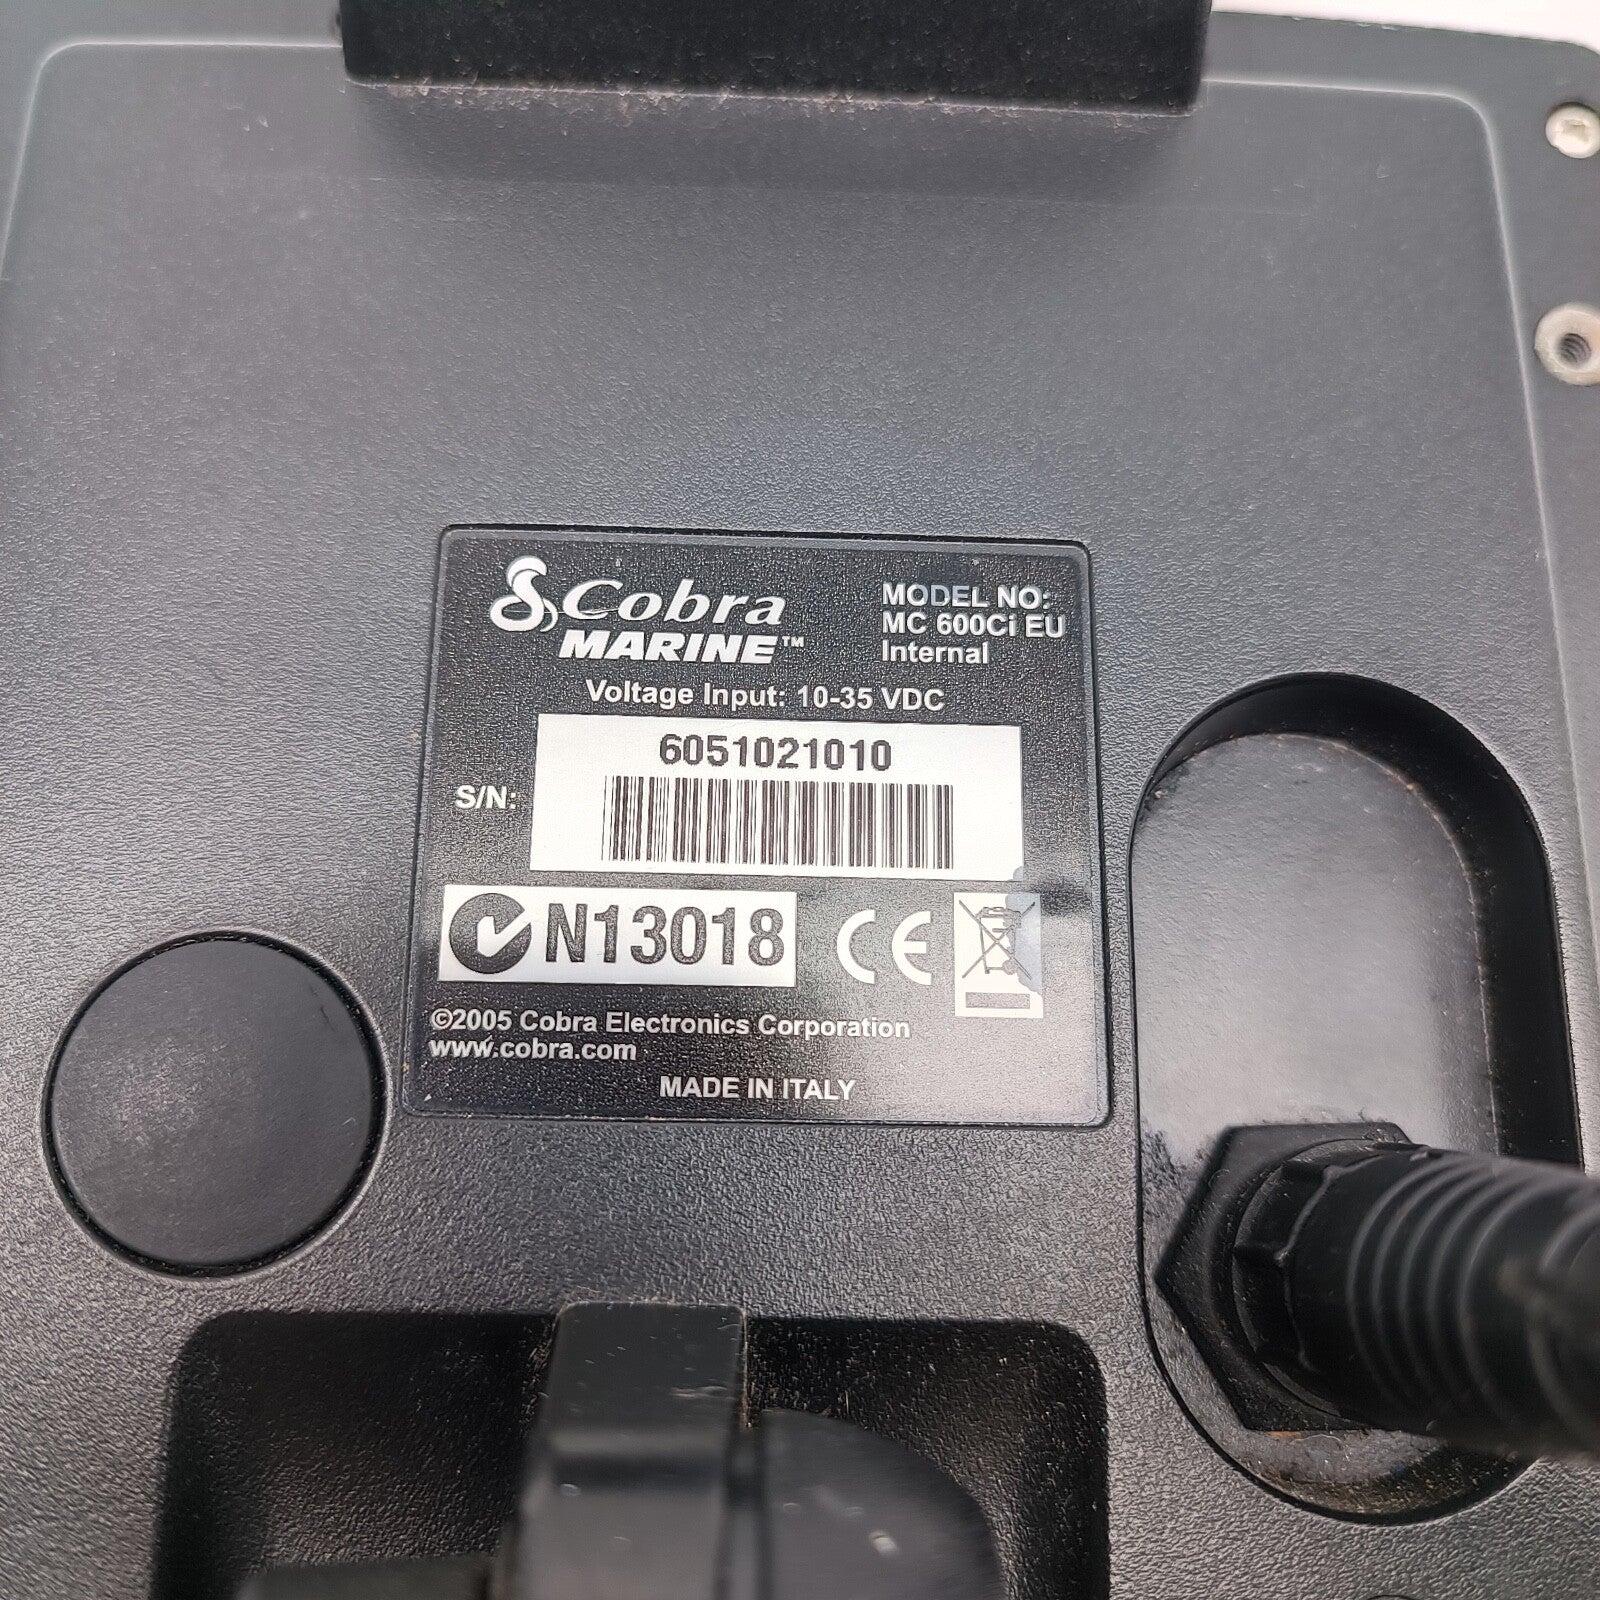 Cobra
MARINE™
MODEL NO:
MC 600Ci EU
Internal
Voltage Input: 10-35 VDC
6051021010
S/N:
N13018
CE
©2005 Cobra Electronics Corporation
www.cobra.com
MADE IN ITALY